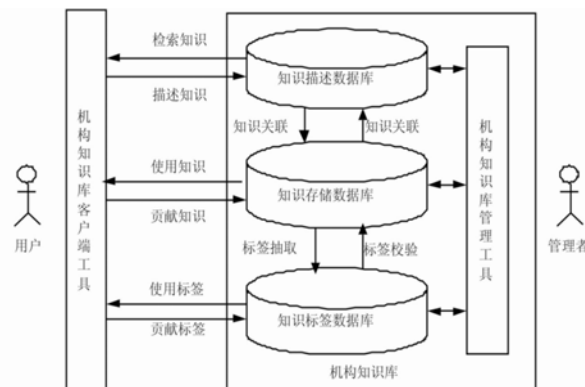 检索知识
知识描述数据库
描述知识
知识关联 知识关联
机构知识库客户端工具
机构知识库管理工具
使用知识
知识存储数据库
贡献知识
用户
管理者
标签抽取 标签校验
使用标签
知识标签数据库
贡献标签
机构知识库